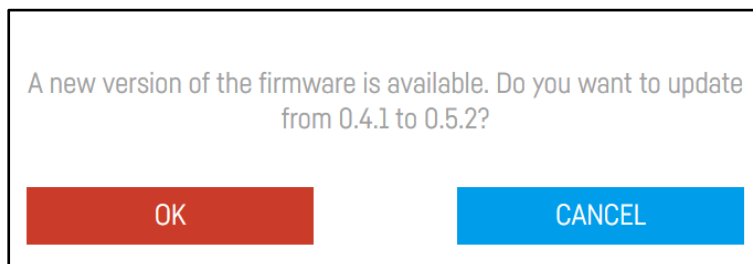 A new version of the firmware is available. Do you want to update
from 0.4.1 to 0.5.2?
OK
CANCEL